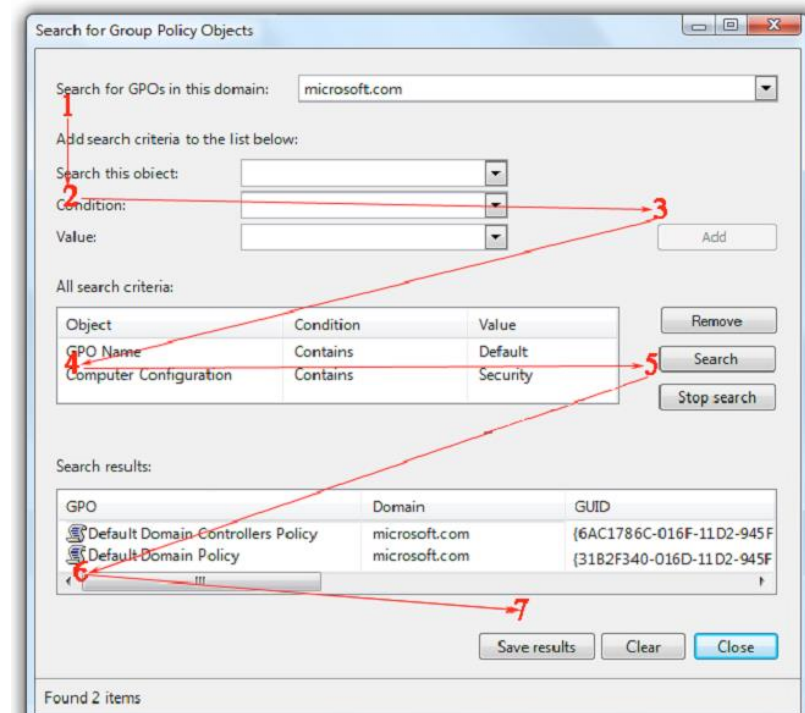 Search for Group Policy Objects
Search for GPOs in this domain: microsoft.com
1
Add search criteria to the list below:
Search this object:
2
3
Condition:
Value: Add
All search criteria:
Object Condition Value
Remove
GPO Name Contains Default
4
5
Search
Computer Configuration Contains Security
Stop search
Search results:
GPO Domain GUID
Default Domain Controllers Policy microsoft.com {6AC1786C-016F-11D2-945F
Default Domain Policy microsoft.com {31B2F340-016D-11D2-945F
6
7
Save results Clear Close
Found 2 items